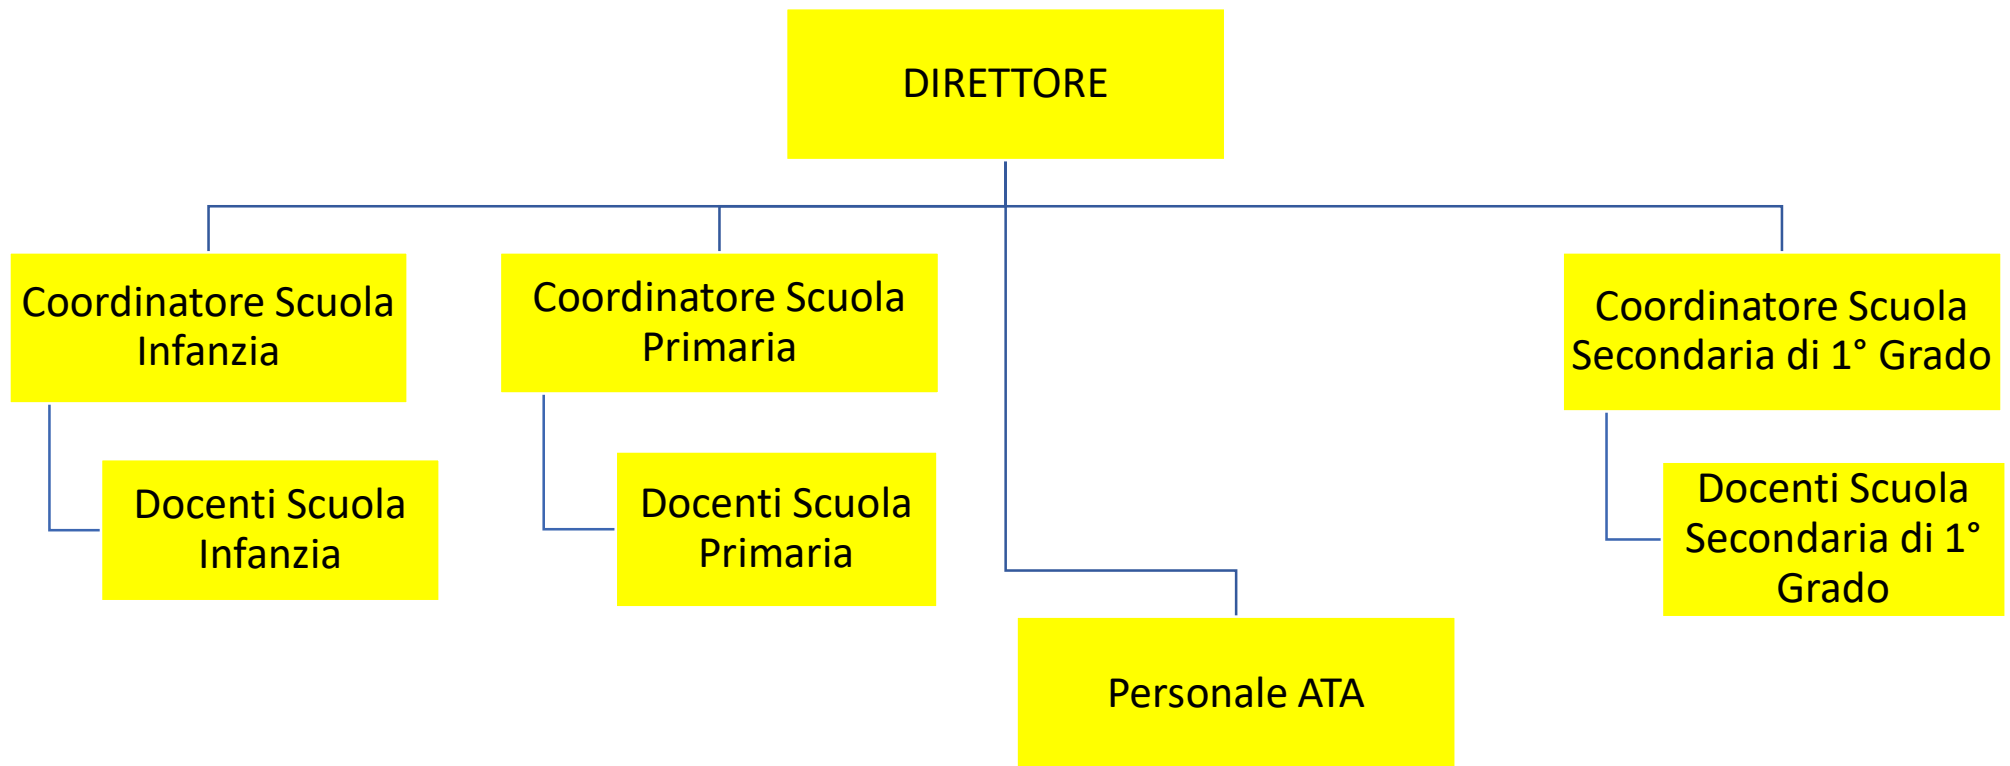 DIRETTORE
Coordinatore Scuola
Infanzia
Coordinatore Scuola
Primaria
Coordinatore Scuola
Secondaria di 1° Grado
Docenti Scuola
Infanzia
Docenti Scuola
Primaria
Docenti Scuola
Secondaria di 1°
Grado
Personale ATA